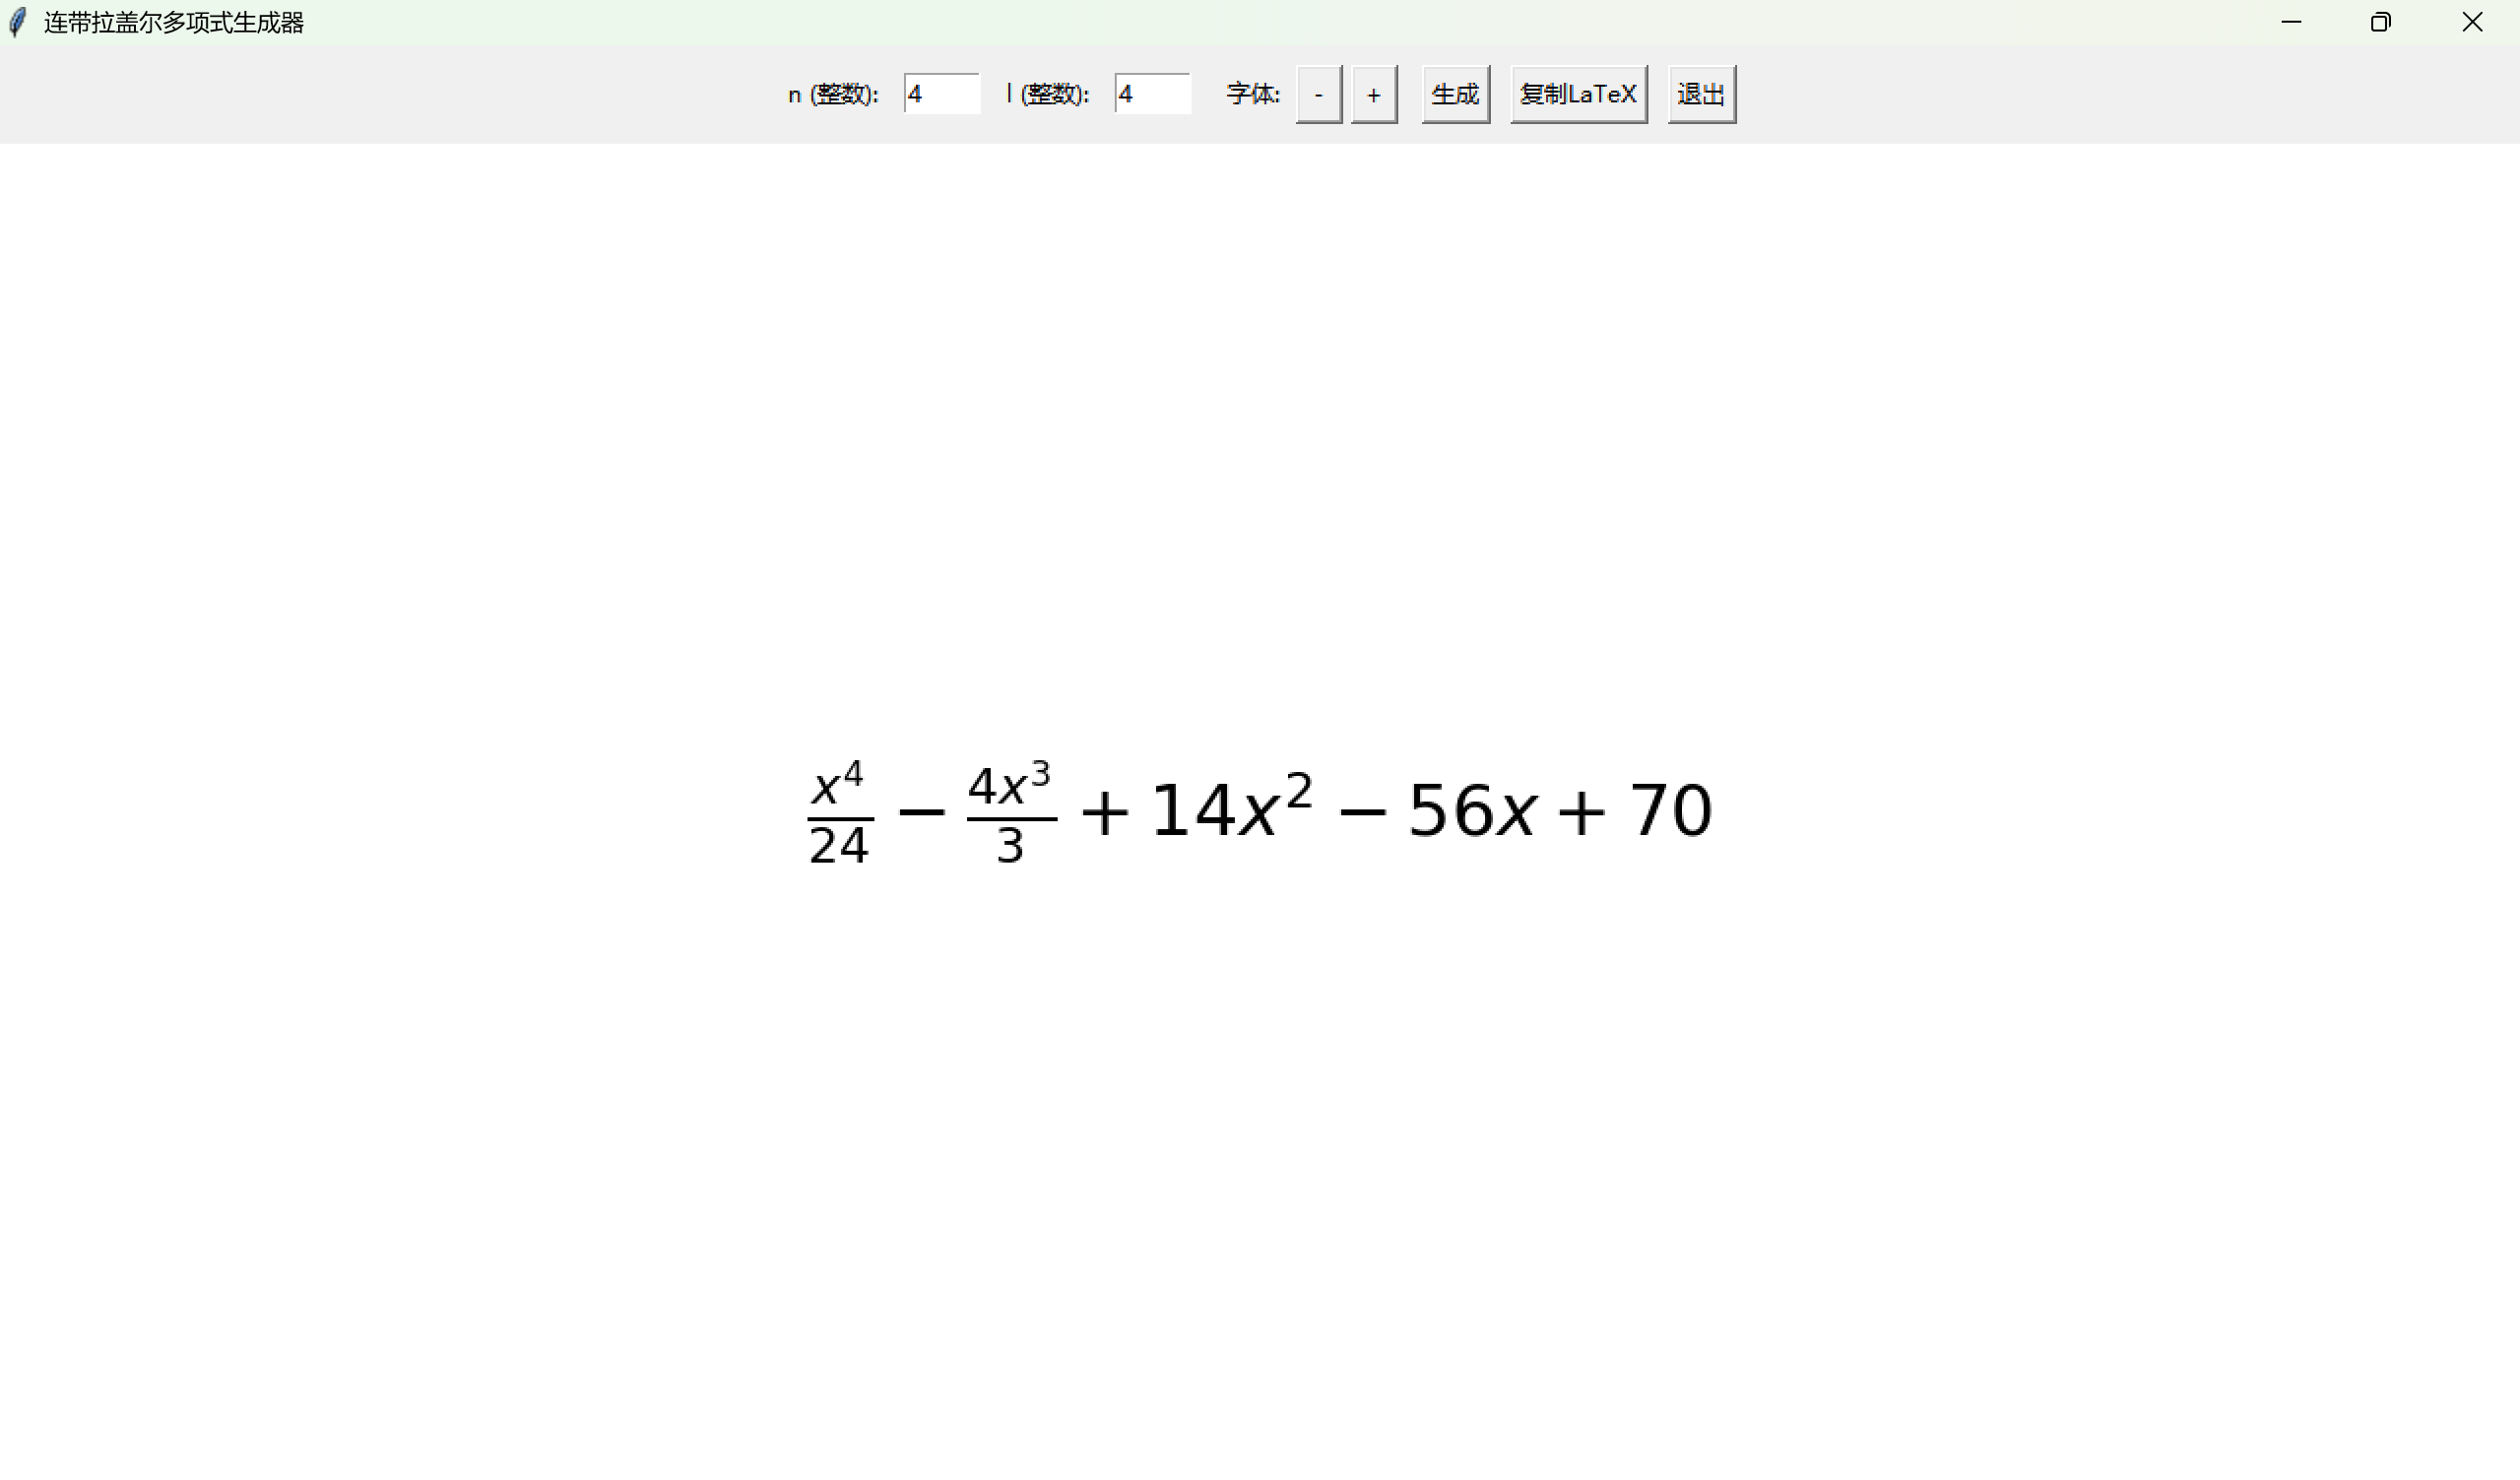 连带拉盖尔多项式生成器
n (整数): 4 l (整数): 4 字体: - + 生成 复制LaTeX 退出
\frac{x^4}{24} − \frac{4x^3}{3} + 14x^2 − 56x + 70